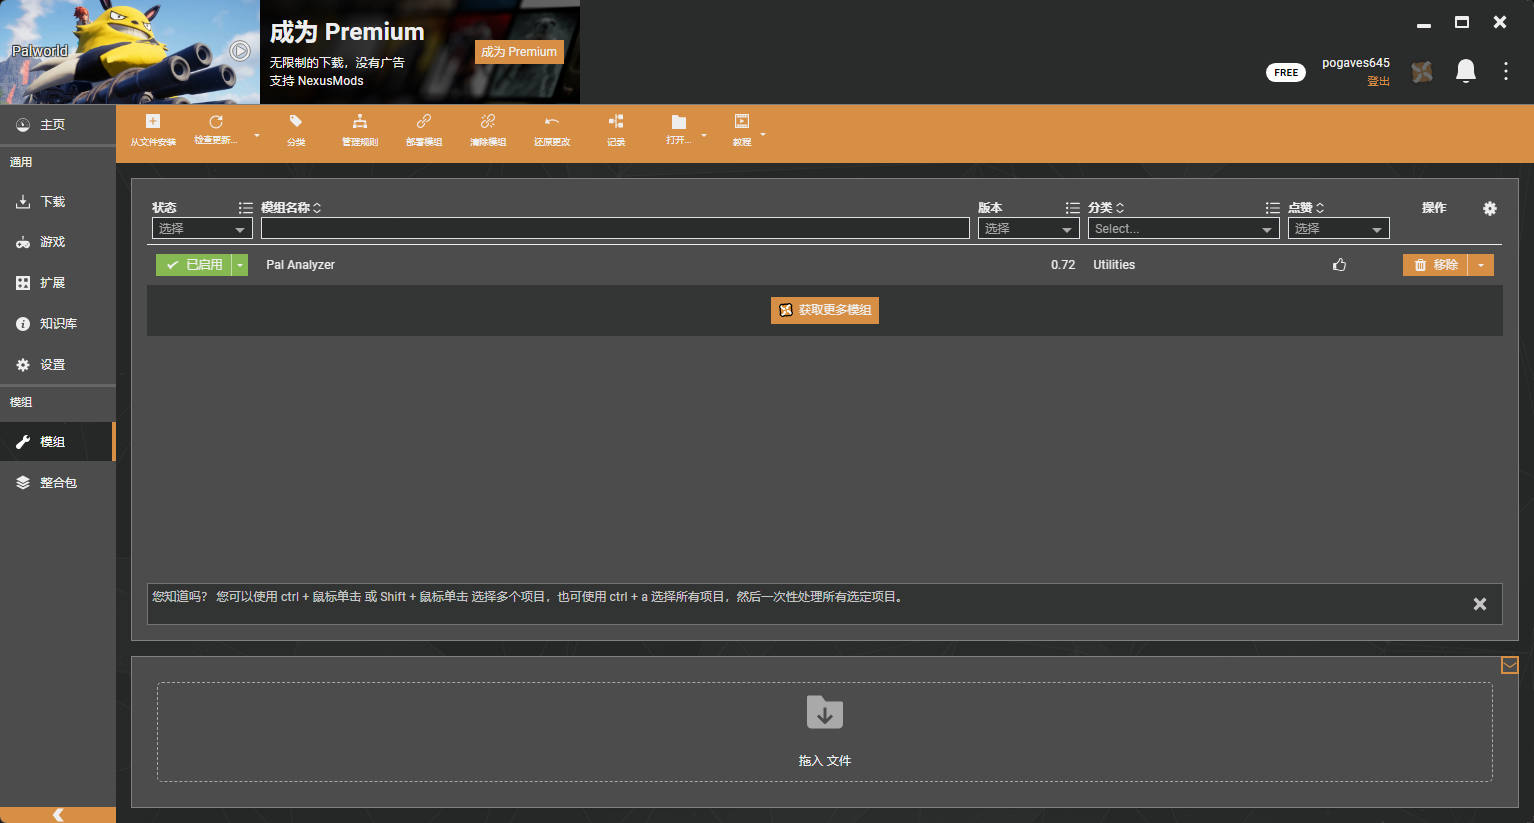 Palworld
成为 Premium
无限制的下载，没有广告
支持 NexusMods
成为 Premium
FREE
pogaves645
登出
主页
通用
下载
游戏
扩展
知识库
设置
模组
模组
整合包
从文件安装
检查更新...
分类
管理规则
部署模组
清除模组
还原更改
记录
打开...
教程
状态
模组名称
版本
分类
点赞
操作
选择
选择
Select...
选择
已启用
Pal Analyzer
0.72
Utilities
移除
获取更多模组
您知道吗？ 您可以使用 ctrl + 鼠标单击 或 Shift + 鼠标单击 选择多个项目，也可使用 ctrl + a 选择所有项目，然后一次性处理所有选定项目。
拖入 文件